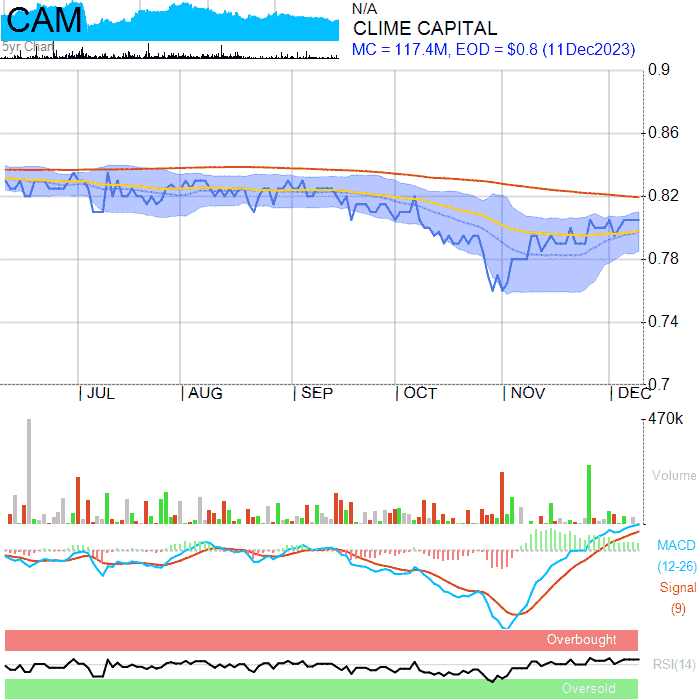 CAM
5yr Chart
N/A
CLIME CAPITAL
MC = 117.4M, EOD = $0.8 (11Dec2023)
0.9
0.86
0.82
0.78
0.74
0.7
JUL AUG SEP OCT NOV DEC
470k
Volume
MACD
(12-26)
Signal
(9)
Overbought
RSI(14)
Oversold